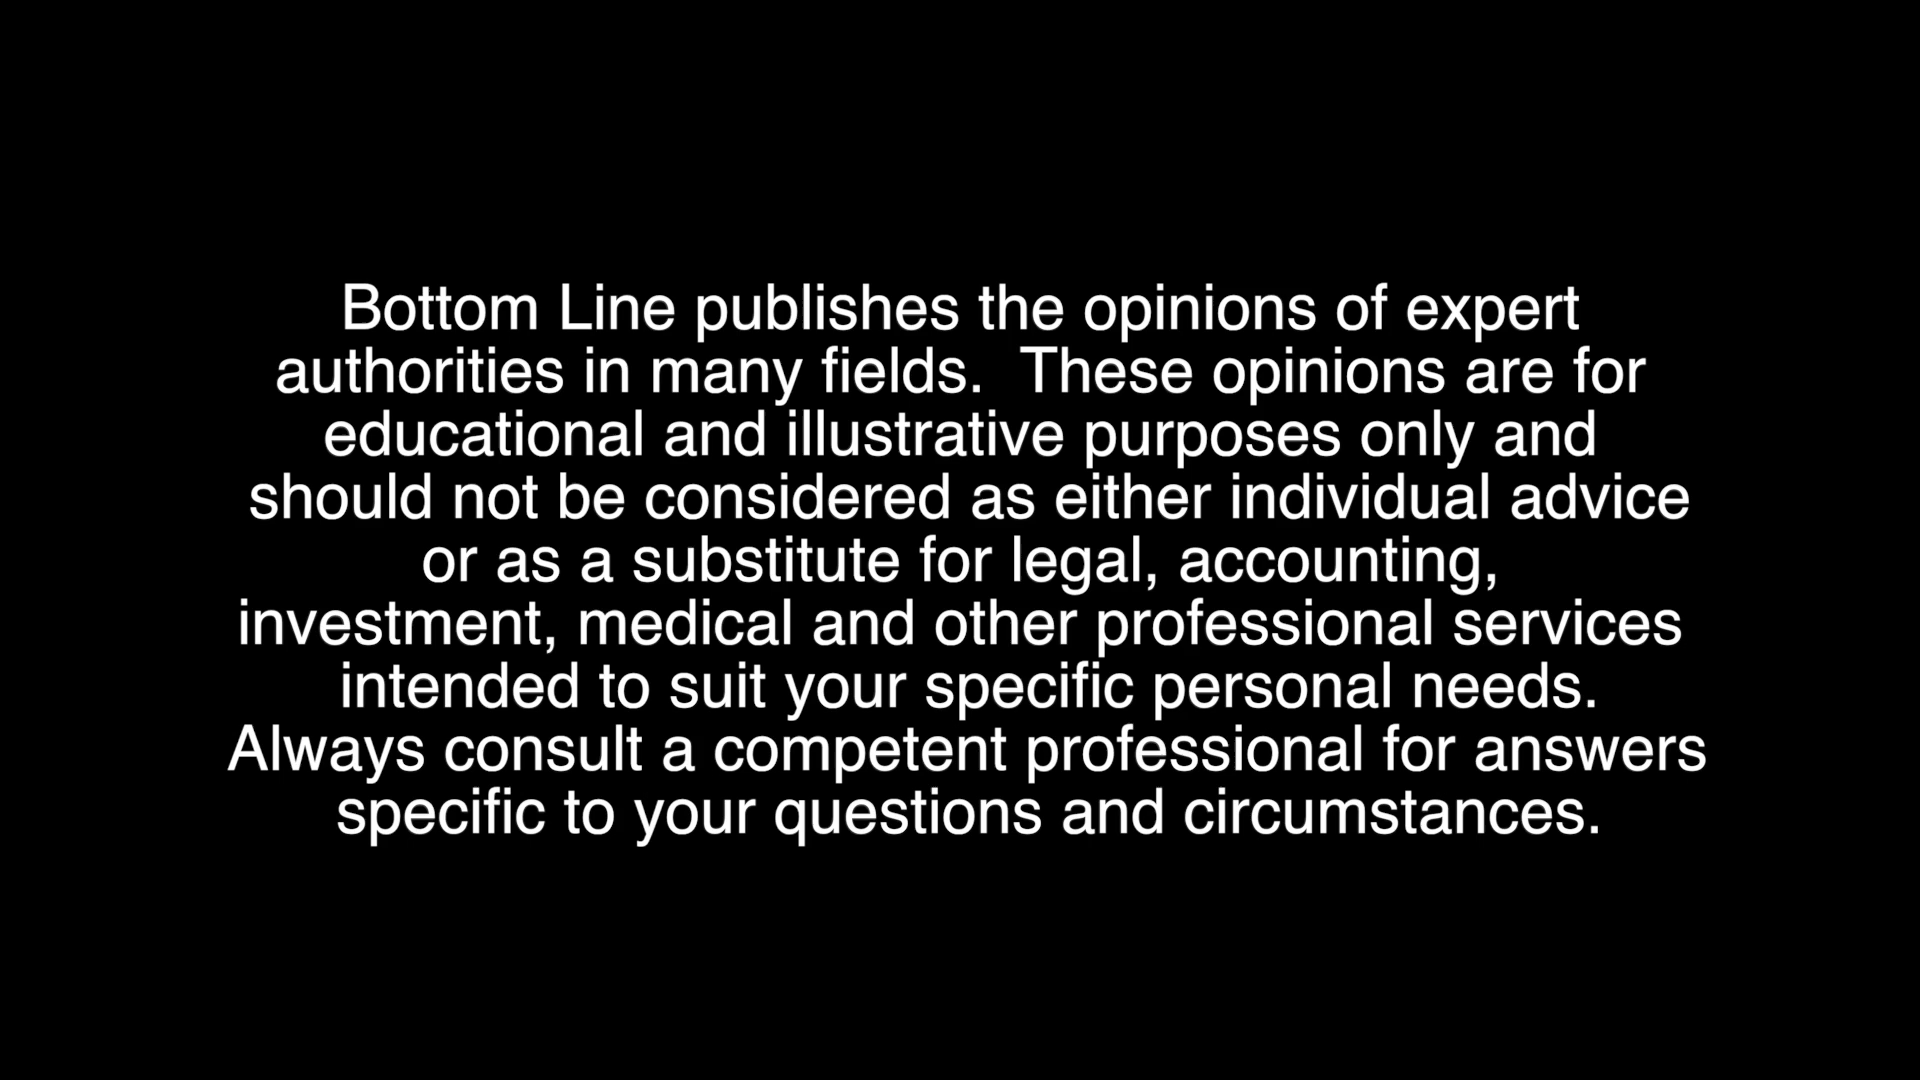 Bottom Line publishes the opinions of expert
authorities in many fields.  These opinions are for
educational and illustrative purposes only and
should not be considered as either individual advice
or as a substitute for legal, accounting,
investment, medical and other professional services
intended to suit your specific personal needs.
Always consult a competent professional for answers
specific to your questions and circumstances.